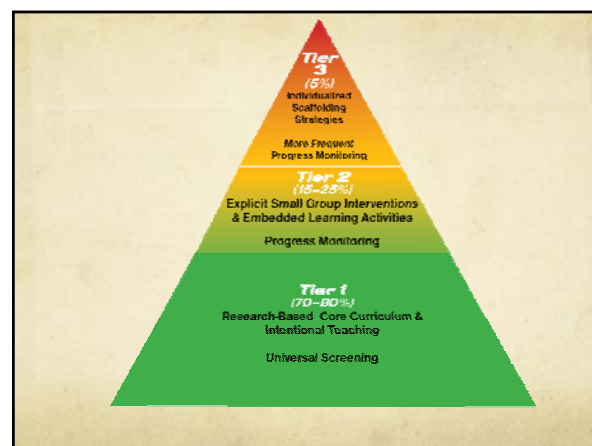 Tier
3
(5%)
Individualized
Scaffolding
Strategies
More Frequent
Progress Monitoring
Tier 2
(15–25%)
Explicit Small Group Interventions
& Embedded Learning Activities
Progress Monitoring
Tier 1
(70–80%)
Research-Based Core Curriculum &
Intentional Teaching
Universal Screening